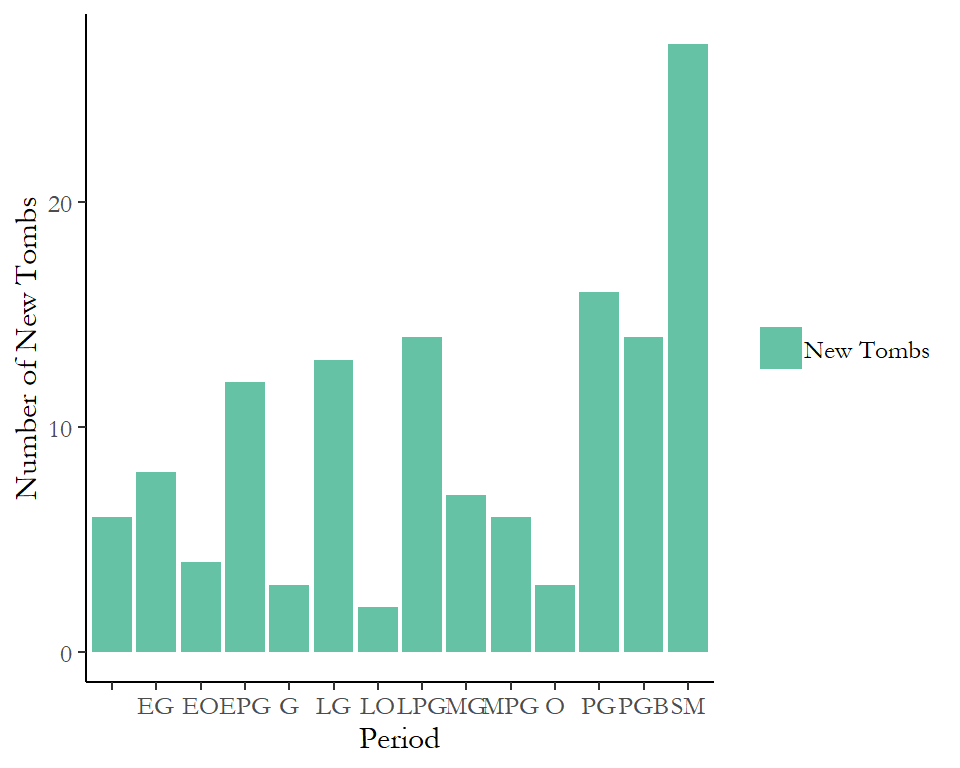 Number of New Tombs
20
10
0
EG EO EPG G LG LO LPG MG MPG O PG PGB SM
Period
New Tombs